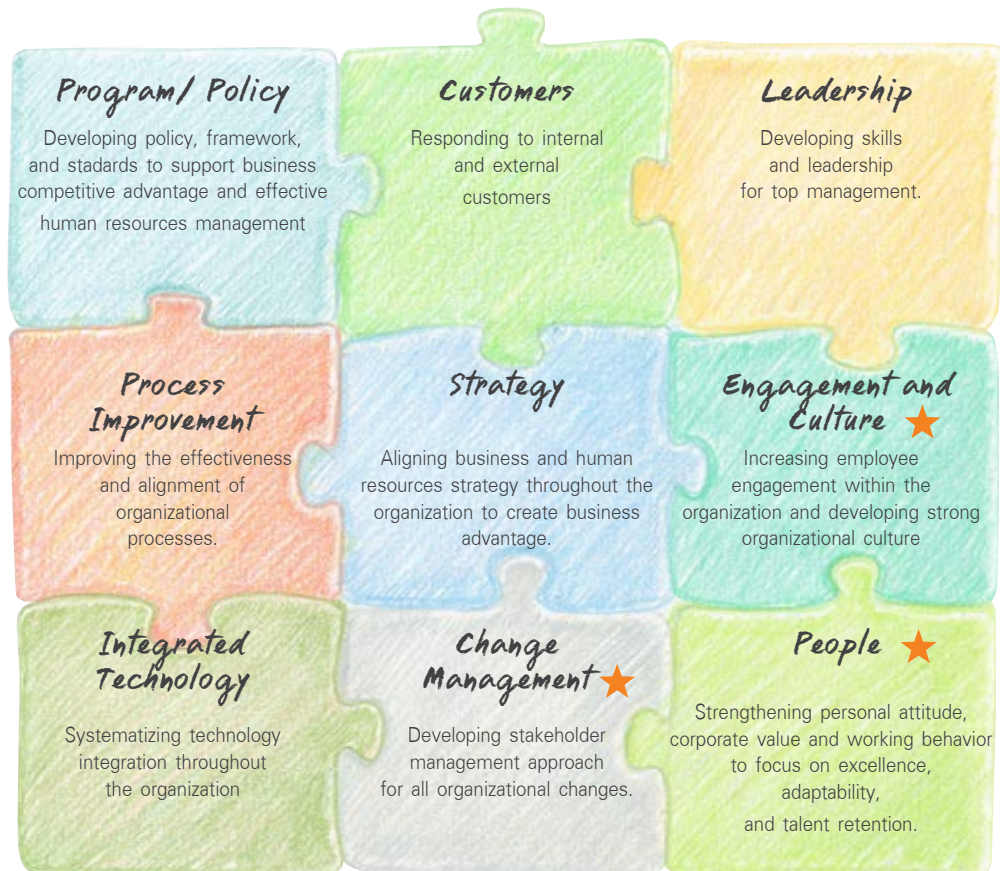 Program/ Policy
Developing policy, framework,
and stadards to support business
competitive advantage and effective
human resources management
Customers
Responding to internal
and external
customers
Leadership
Developing skills
and leadership
for top management.
Process
Improvement
Improving the effectiveness
and alignment of
organizational
processes.
Strategy
Aligning business and human
resources strategy throughout the
organization to create business
advantage.
Engagement and
Culture
Increasing employee
engagement within the
organization and developing strong
organizational culture
Integrated
Technology
Systematizing technology
integration throughout
the organization
Change
Management
Developing stakeholder
management approach
for all organizational changes.
People
Strengthening personal attitude,
corporate value and working behavior
to focus on excellence,
adaptability,
and talent retention.